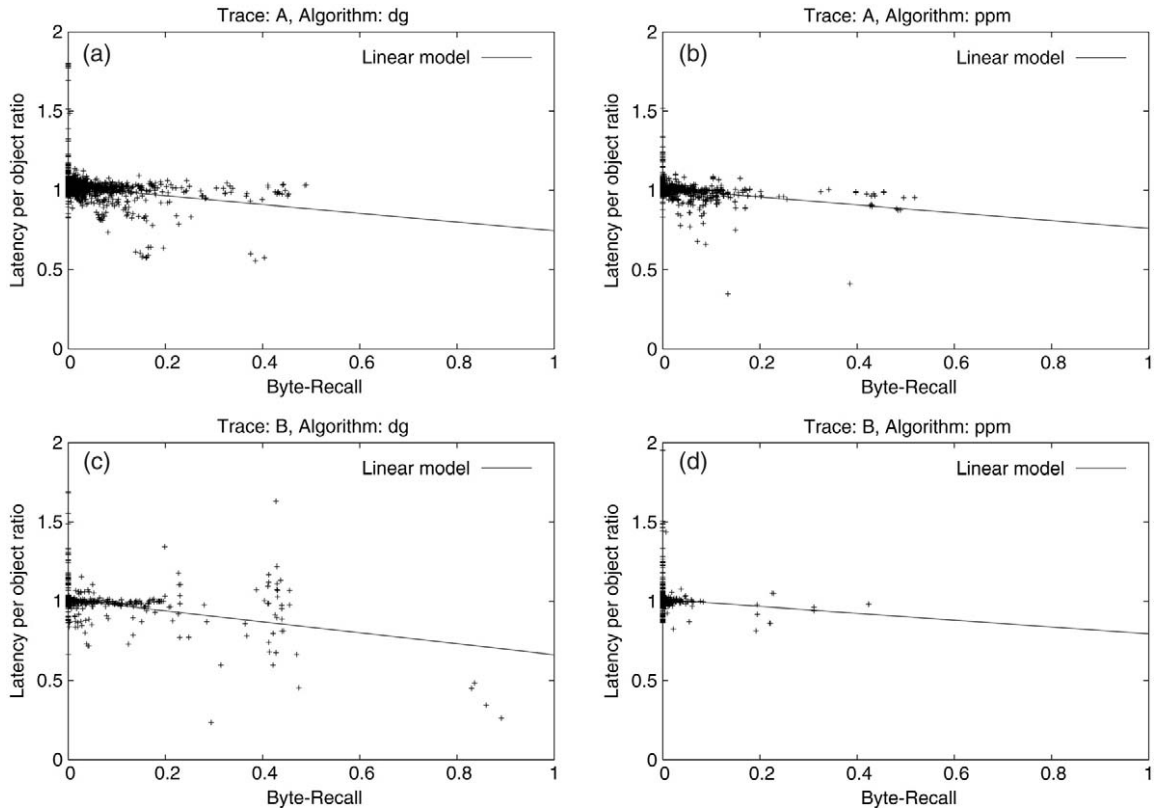 Trace: A, Algorithm: dg
(a)
Linear model
2
1.5
1
0.5
0
Latency per object ratio
0 0.2 0.4 0.6 0.8 1
Byte-Recall
Trace: A, Algorithm: ppm
(b)
Linear model
2
1.5
1
0.5
0
Latency per object ratio
0 0.2 0.4 0.6 0.8 1
Byte-Recall
Trace: B, Algorithm: dg
(c)
Linear model
2
1.5
1
0.5
0
Latency per object ratio
0 0.2 0.4 0.6 0.8 1
Byte-Recall
Trace: B, Algorithm: ppm
(d)
Linear model
2
1.5
1
0.5
0
Latency per object ratio
0 0.2 0.4 0.6 0.8 1
Byte-Recall